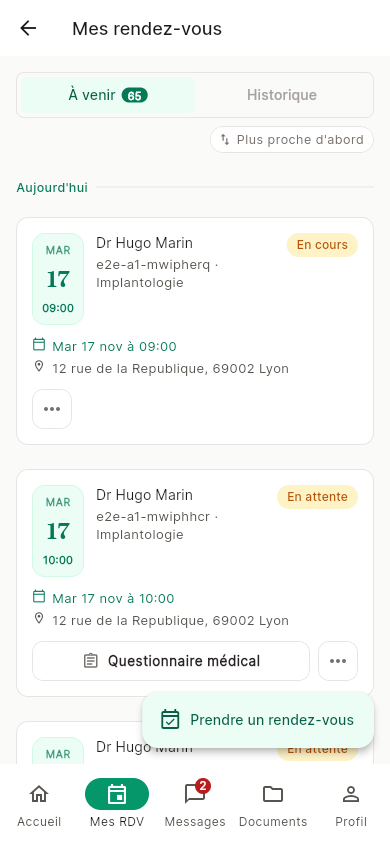 Mes rendez-vous
À venir 65
Historique
Plus proche d'abord
Aujourd'hui
MAR
17
09:00
Dr Hugo Marin
e2e-a1-mwipherq ·
Implantologie
En cours
Mar 17 nov à 09:00
12 rue de la Republique, 69002 Lyon
MAR
17
10:00
Dr Hugo Marin
e2e-a1-mwiphhcr ·
Implantologie
En attente
Mar 17 nov à 10:00
12 rue de la Republique, 69002 Lyon
Questionnaire médical
MAR
Dr Hugo Marin
En attente
Prendre un rendez-vous
Accueil
Mes RDV
2
Messages
Documents
Profil